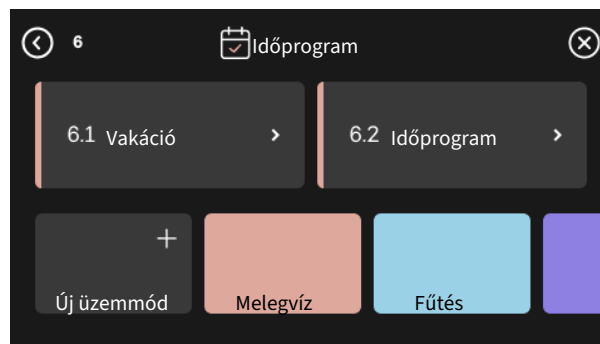 6 Időprogram
6.1 Vakáció 6.2 Időprogram
Új üzemmód Melegvíz Fűtés